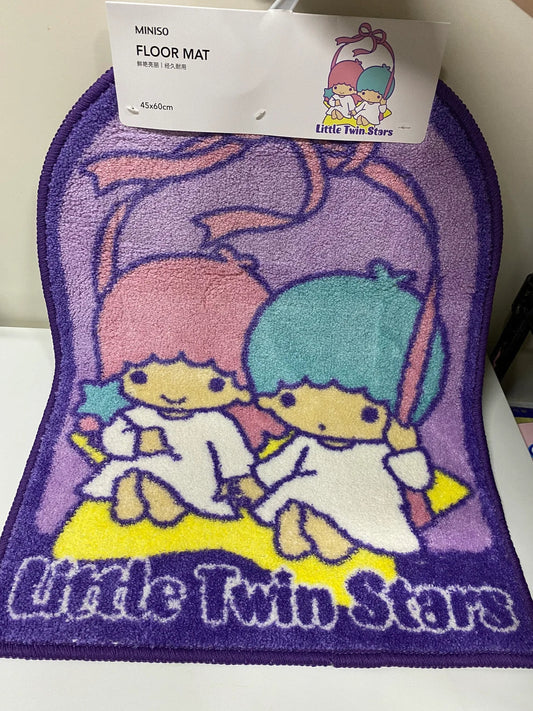 MINISO
FLOOR MAT
鲜艳亮丽｜经久耐用
45x60cm
Little Twin Stars
Little Twin Stars